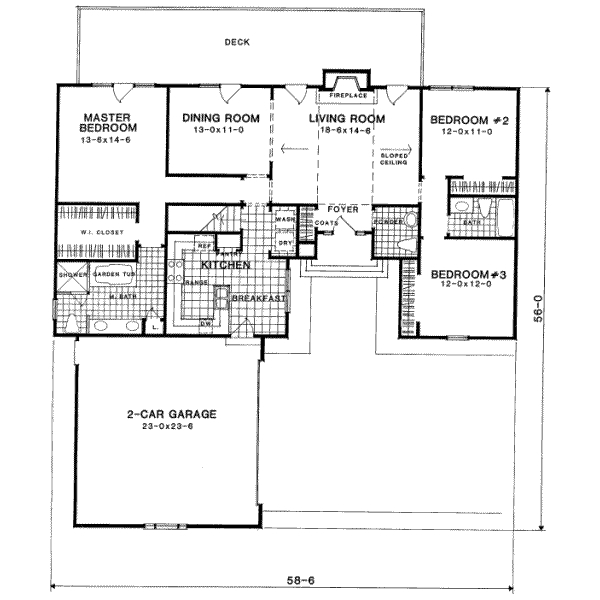 DECK
FIREPLACE
MASTER
BEDROOM
13-6x14-6
DINING ROOM
13-0x11-0
LIVING ROOM
18-6x14-6
BEDROOM #2
12-0x11-0
SLOPED
CEILING
W.I. CLOSET
FOYER
COATS
WASH
DRY
POWDER
BATH
REF
PANTRY
KITCHEN
RANGE
BREAKFAST
DW
SHOWER
GARDEN TUB
M. BATH
L.
BEDROOM #3
12-0x12-0
2-CAR GARAGE
23-0x23-6
56-0
58-6